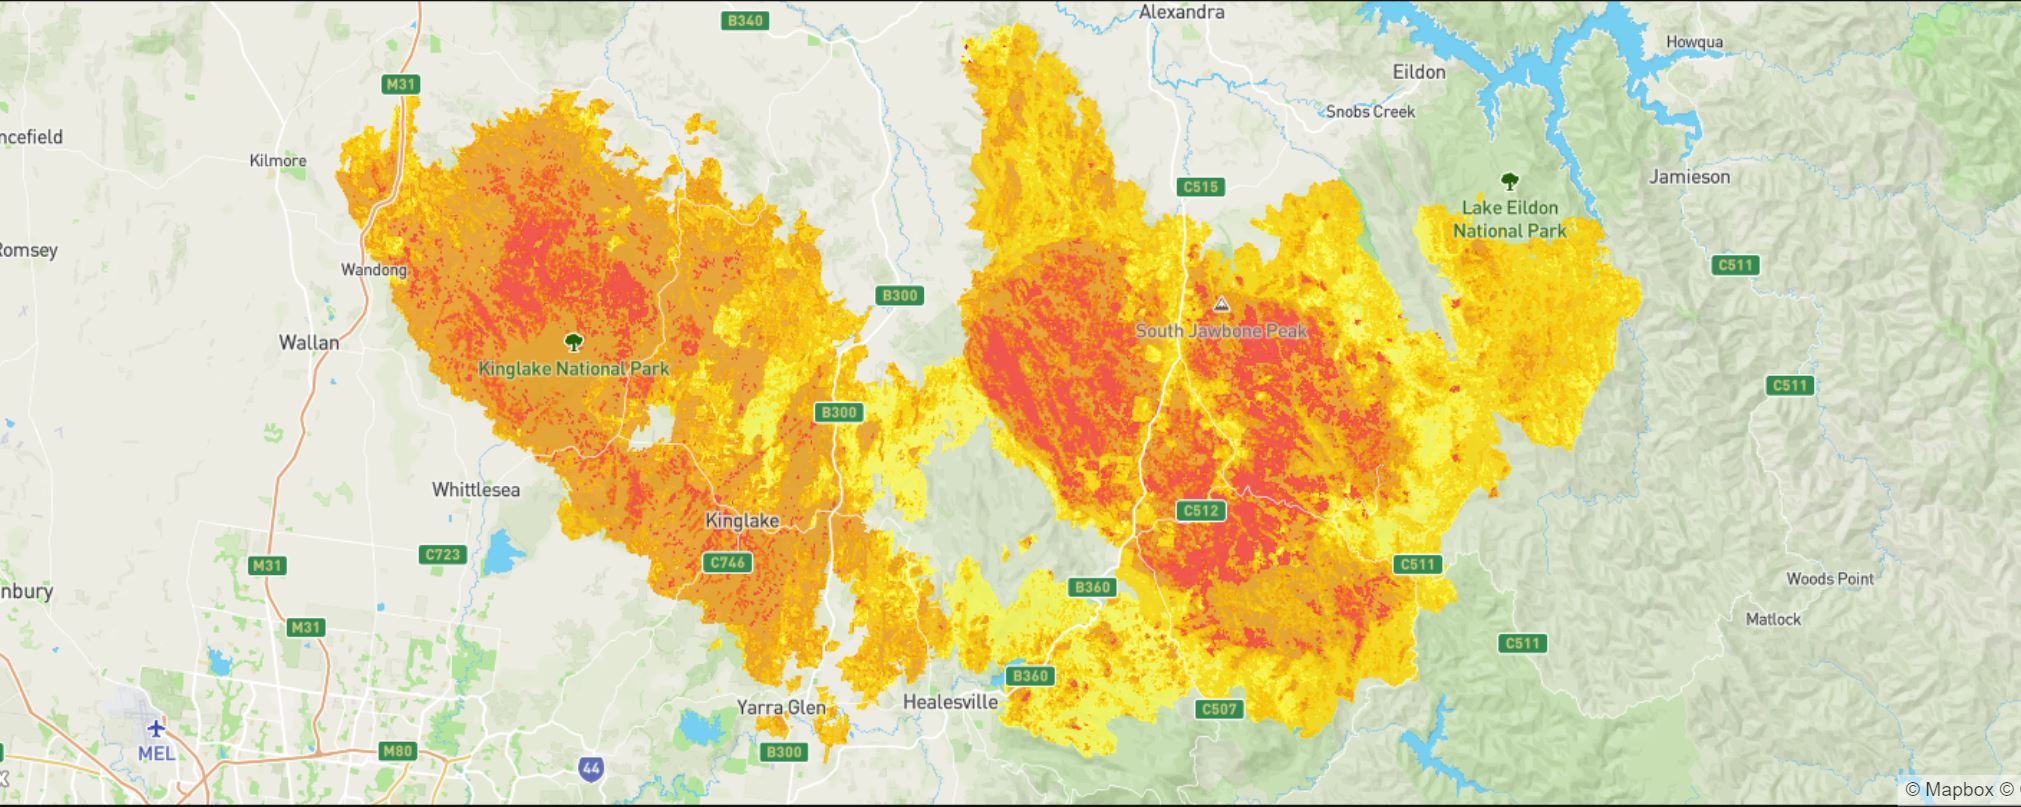 Alexandra
B340
Howqua
Eildon
M31
Snobs Creek
ncefield
Kilmore
Jamieson
C515
Lake Eildon
National Park
Romsey
Wandong
C511
B300
South Jawbone Peak
Wallan
Kinglake National Park
C511
B300
Whittlesea
C512
Kinglake
C723
C746
M31
C511
B360
Woods Point
nbury
Matlock
M31
C511
B360
Healesville
Yarra Glen
C507
MEL
M80
B300
44
© Mapbox ©